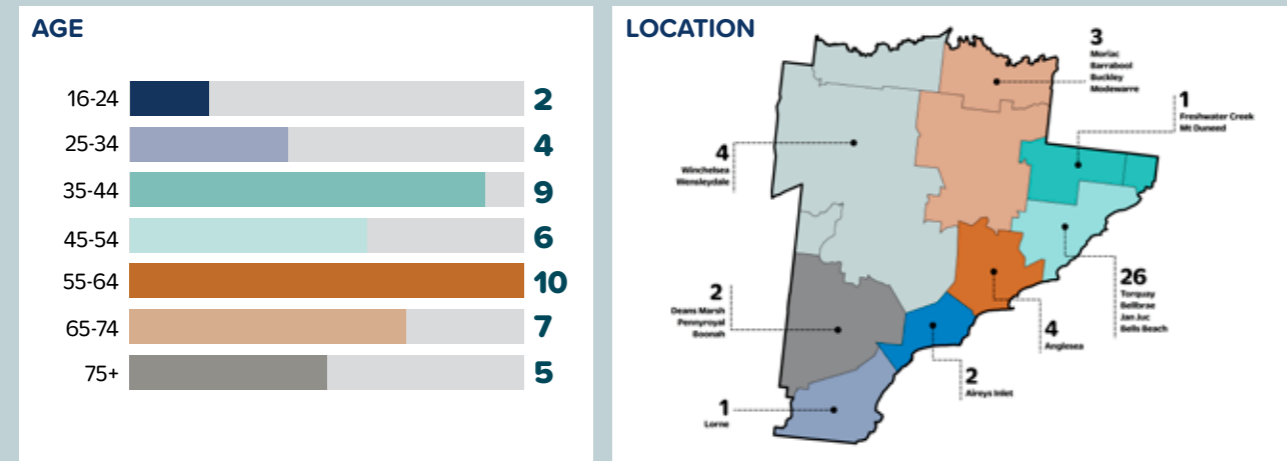 AGE
16-24 2
25-34 4
35-44 9
45-54 6
55-64 10
65-74 7
75+ 5
LOCATION
3
Moriac
Barrabool
Buckley
Modewarre
1
Freshwater Creek
Mt Duneed
4
Winchelsea
Wensleydale
26
Torquay
Bellbrae
Jan Juc
Bells Beach
2
Deans Marsh
Pennyroyal
Boonah
4
Anglesea
2
Aireys Inlet
1
Lorne